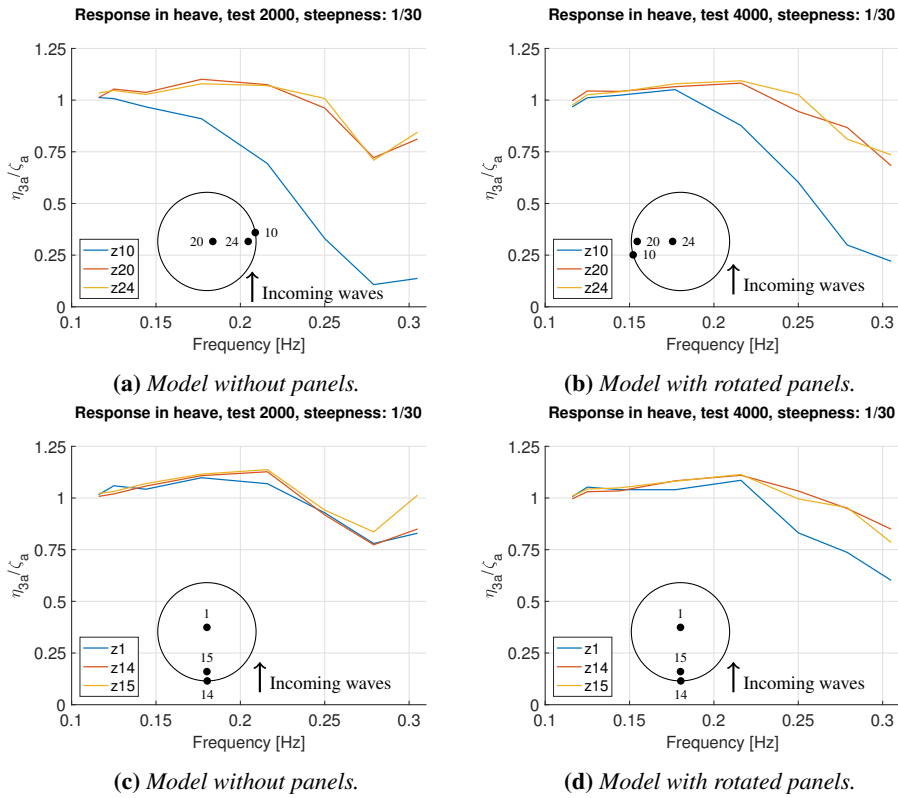 Response in heave, test 2000, steepness: 1/30
1.25
1
0.75
0.5
0.25
0
η3a/ζa
20
24
10
z10
z20
z24
Incoming waves
0.1 0.15 0.2 0.25 0.3
Frequency [Hz]
(a) Model without panels.
Response in heave, test 4000, steepness: 1/30
1.25
1
0.75
0.5
0.25
0
η3a/ζa
20
24
10
z10
z20
z24
Incoming waves
0.1 0.15 0.2 0.25 0.3
Frequency [Hz]
(b) Model with rotated panels.
Response in heave, test 2000, steepness: 1/30
1.25
1
0.75
0.5
0.25
0
η3a/ζa
1
15
14
z1
z14
z15
Incoming waves
0.1 0.15 0.2 0.25 0.3
Frequency [Hz]
(c) Model without panels.
Response in heave, test 4000, steepness: 1/30
1.25
1
0.75
0.5
0.25
0
η3a/ζa
1
15
14
z1
z14
z15
Incoming waves
0.1 0.15 0.2 0.25 0.3
Frequency [Hz]
(d) Model with rotated panels.